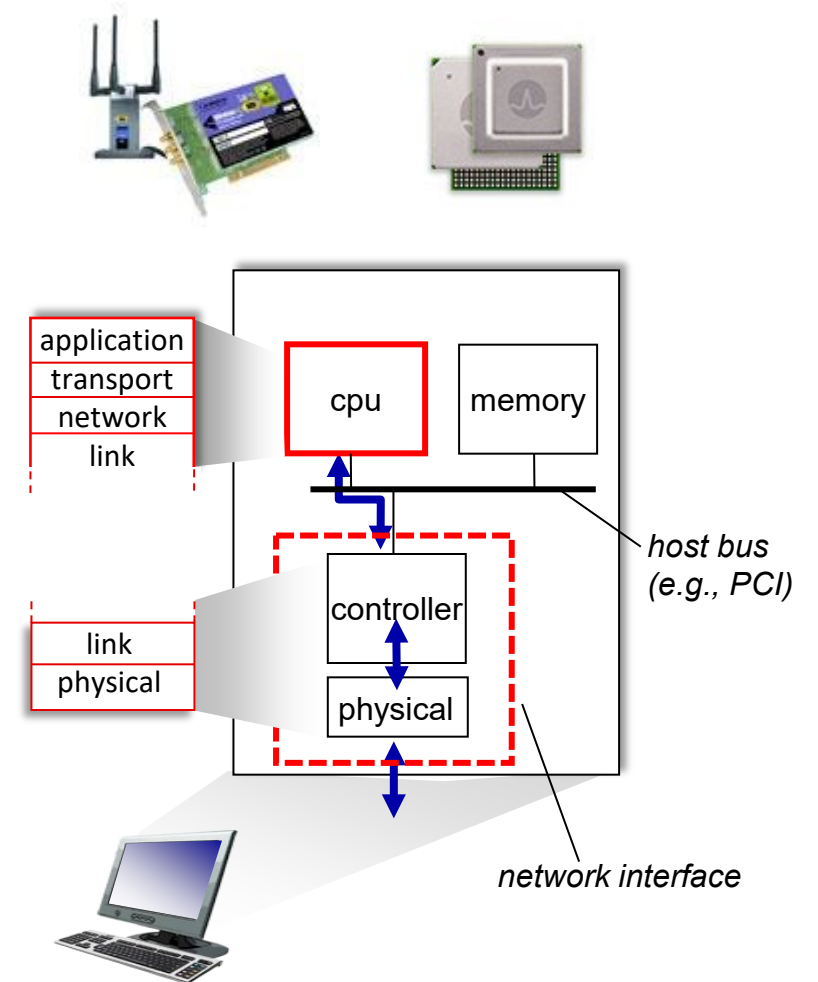 application
transport
network
link
cpu
memory
host bus
(e.g., PCI)
controller
link
physical
physical
network interface